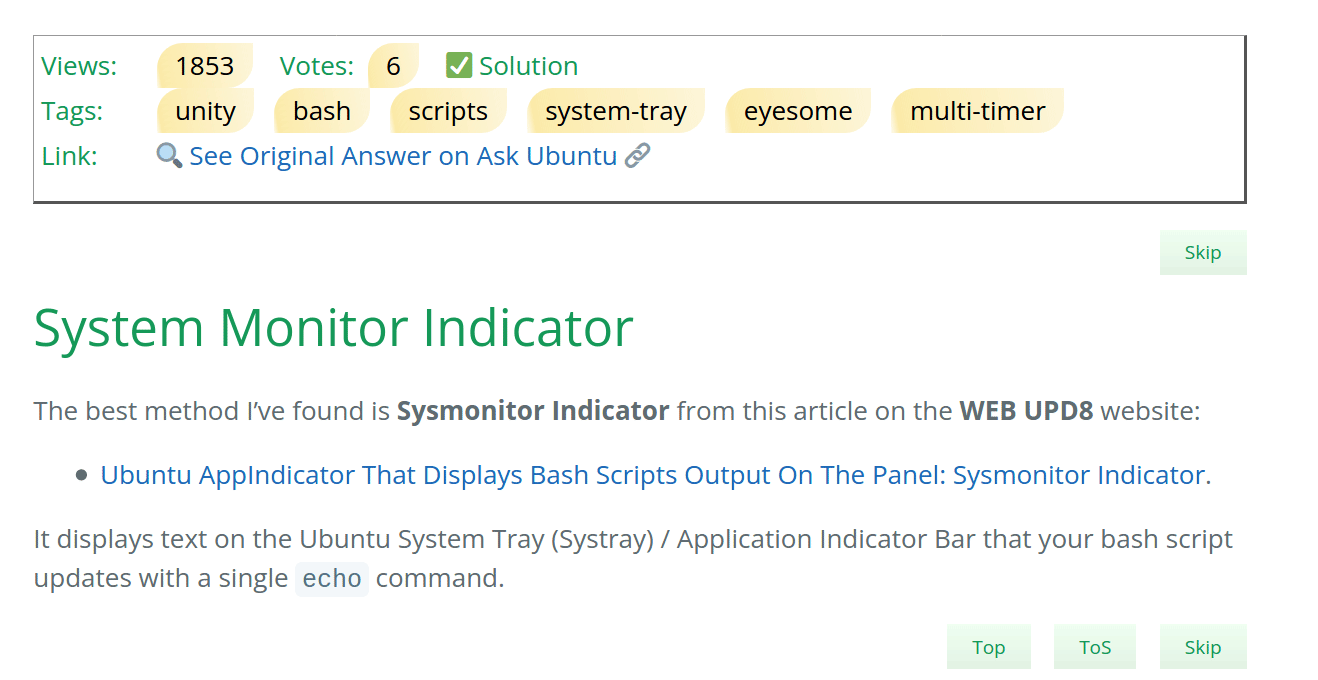 Views: 1853 Votes: 6 ✅ Solution
Tags: unity bash scripts system-tray eyesome multi-timer
Link: 🔍 See Original Answer on Ask Ubuntu 🔗
Skip
System Monitor Indicator
The best method I’ve found is Sysmonitor Indicator from this article on the WEB UPD8 website:
• Ubuntu AppIndicator That Displays Bash Scripts Output On The Panel: Sysmonitor Indicator.
It displays text on the Ubuntu System Tray (Systray) / Application Indicator Bar that your bash script
updates with a single echo command.
Top ToS Skip